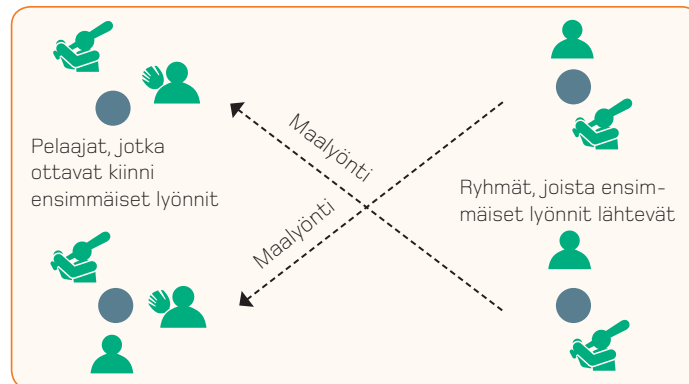 Pelaajat, jotka
ottavat kiinni
ensimmäiset lyönnit
Maalyönti
Maalyönti
Ryhmät, joista ensim-
mäiset lyönnit lähtevät